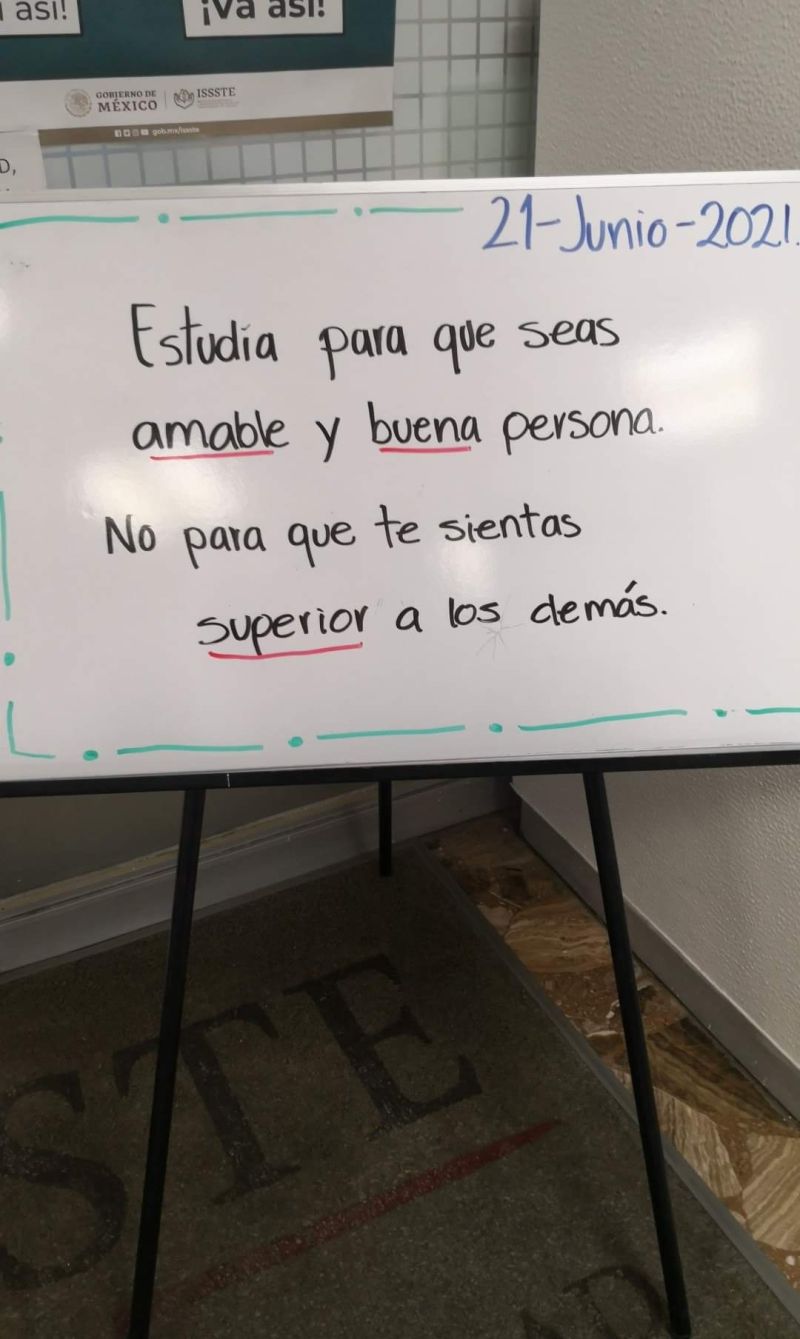 así!
¡Va así!
GOBIERNO DE
MÉXICO
ISSSTE
gob.mx/issste
D,
21-Junio-2021.
Estudia para que seas
amable y buena persona.
No para que te sientas
superior a los demás.
STE
AD